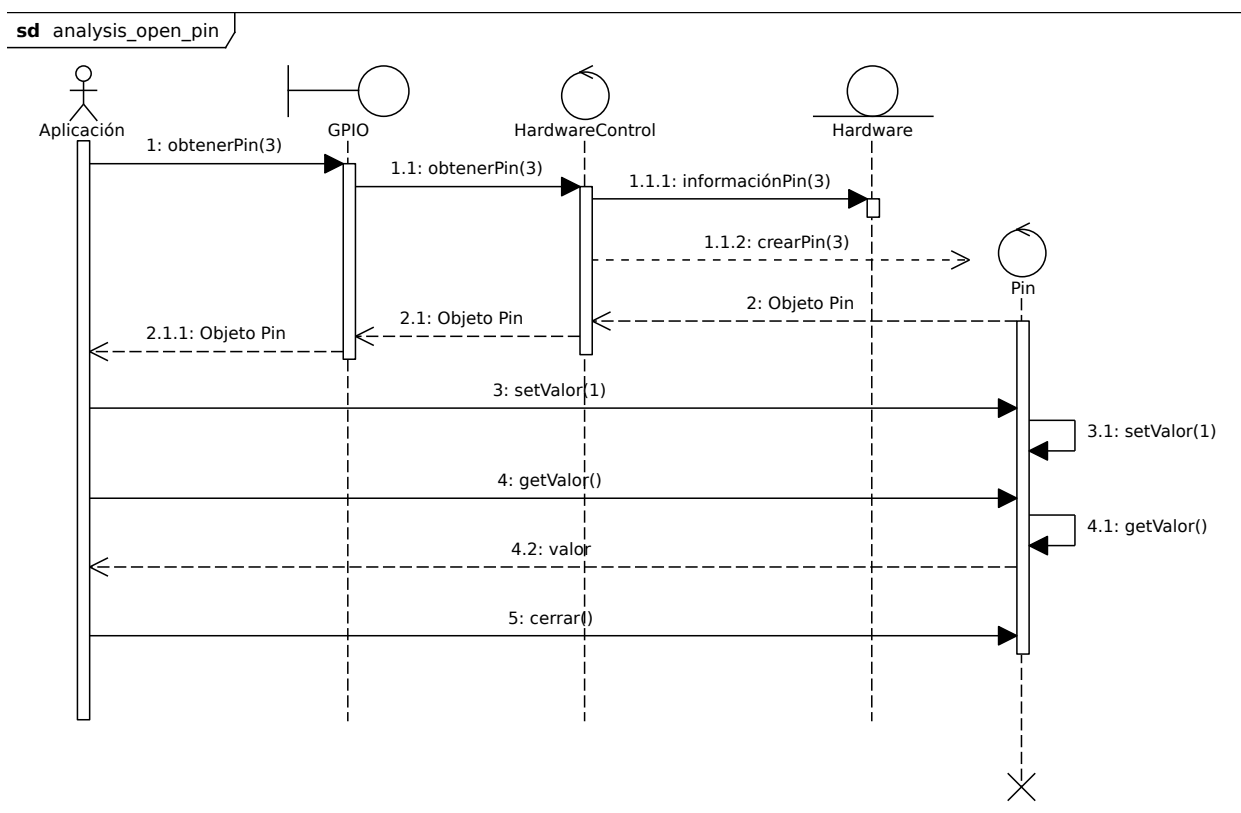 sd analysis_open_pin
Aplicación
GPIO
HardwareControl
Hardware
1: obtenerPin(3)
1.1: obtenerPin(3)
1.1.1: informaciónPin(3)
1.1.2: crearPin(3)
Pin
2: Objeto Pin
2.1: Objeto Pin
2.1.1: Objeto Pin
3: setValor(1)
3.1: setValor(1)
4: getValor()
4.1: getValor()
4.2: valor
5: cerrar()